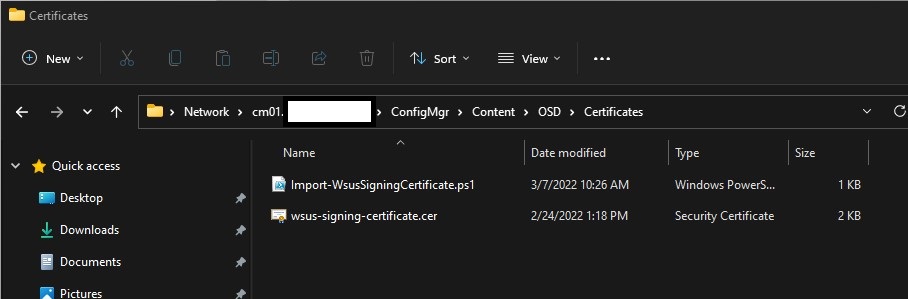 Certificates
New Sort View
Network cm01. ConfigMgr Content OSD Certificates
Name Date modified Type Size
Quick access
Import-WsusSigningCertificate.ps1 3/7/2022 10:26 AM Windows PowerS... 1 KB
Desktop
wsus-signing-certificate.cer 2/24/2022 1:18 PM Security Certificate 2 KB
Downloads
Documents
Pictures